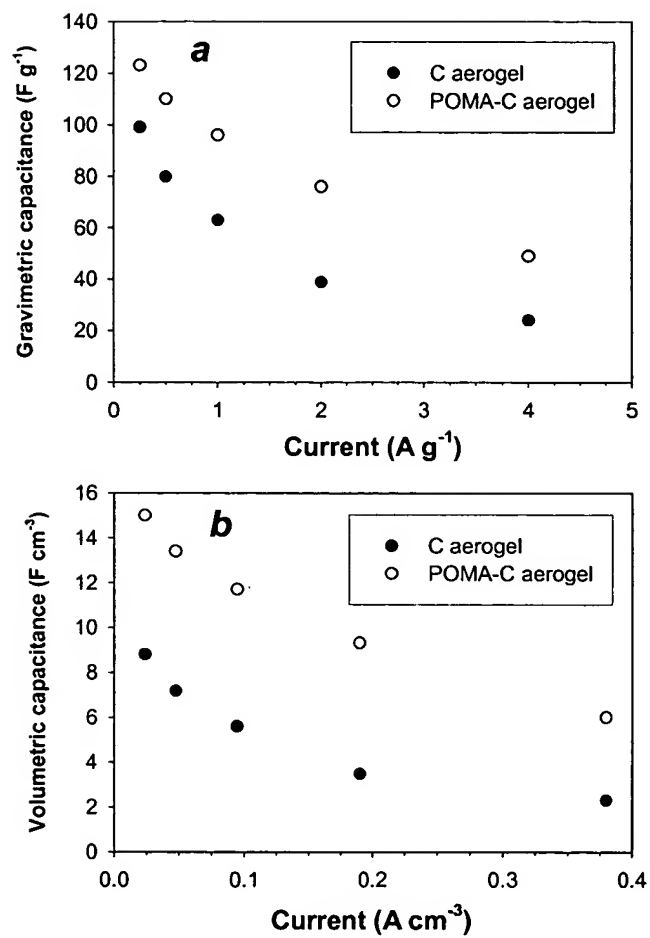 a
Gravimetric capacitance (F g⁻¹)
140
120
100
80
60
40
20
0
C aerogel
POMA-C aerogel
0 1 2 3 4 5
Current (A g⁻¹)
b
Volumetric capacitance (F cm⁻³)
16
14
12
10
8
6
4
2
0
C aerogel
POMA-C aerogel
0.0 0.1 0.2 0.3 0.4
Current (A cm⁻³)